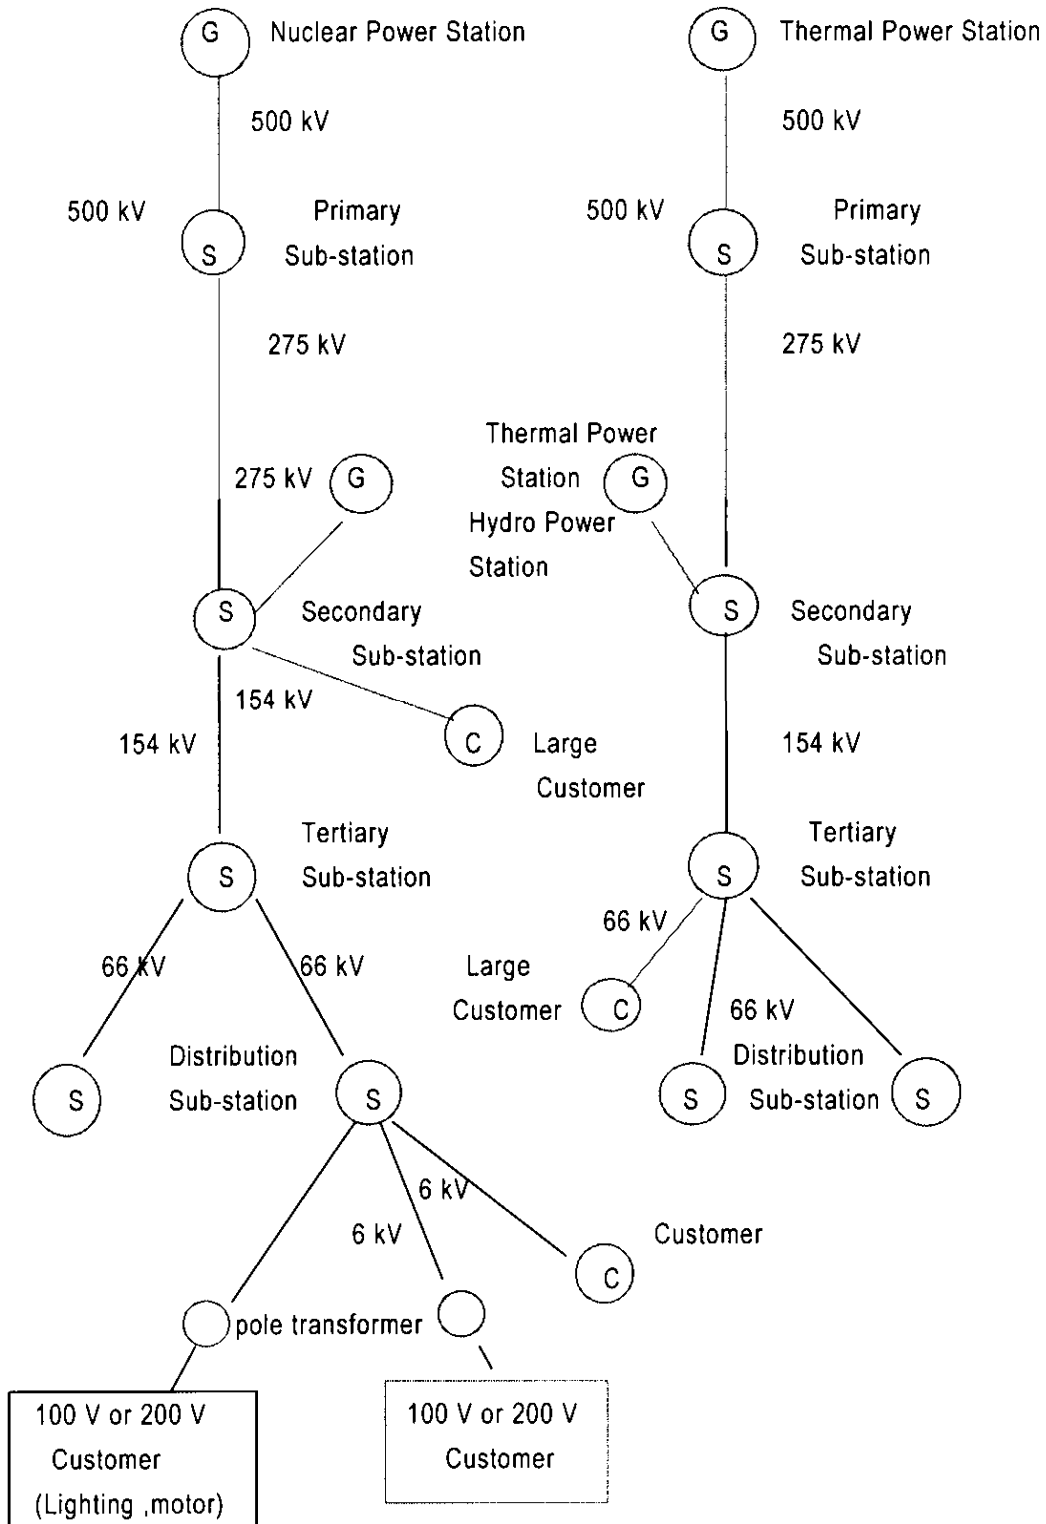 G Nuclear Power Station
G Thermal Power Station
500 kV
500 kV
500 kV
Primary
S Sub-station
500 kV
Primary
S Sub-station
275 kV
275 kV
275 kV
G
Thermal Power
Station
G
Hydro Power
Station
S
Secondary
Sub-station
S
Secondary
Sub-station
154 kV
154 kV
C
Large
Customer
154 kV
S
Tertiary
Sub-station
S
Tertiary
Sub-station
66 kV
66 kV
66 kV
Large
Customer
C
66 kV
S
Distribution
Sub-station
S
S
Distribution
Sub-station
S
6 kV
6 kV
C
Customer
pole transformer
100 V or 200 V
Customer
(Lighting ,motor)
100 V or 200 V
Customer